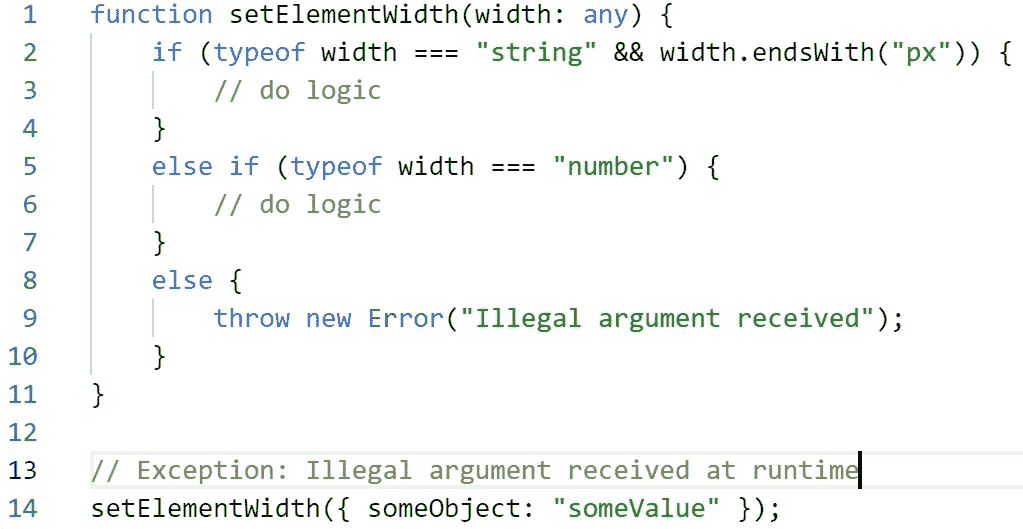 1 function setElementWidth(width: any) {
2 if (typeof width === "string" && width.endsWith("px")) {
3 // do logic
4 }
5 else if (typeof width === "number") {
6 // do logic
7 }
8 else {
9 throw new Error("Illegal argument received");
10 }
11 }
12
13 // Exception: Illegal argument received at runtime
14 setElementWidth({ someObject: "someValue" });